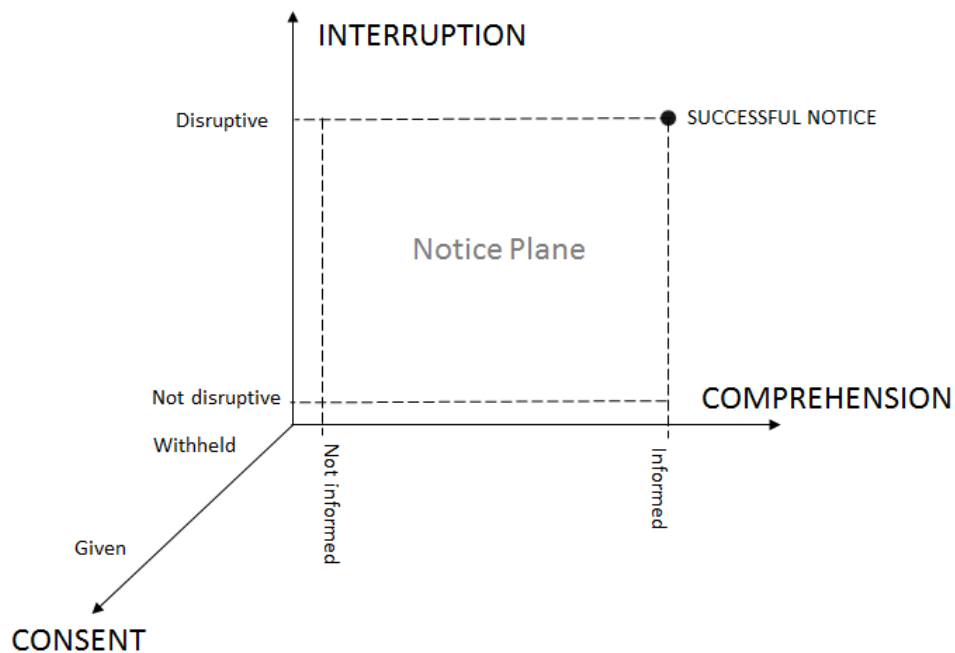 INTERRUPTION
Disruptive
SUCCESSFUL NOTICE
Notice Plane
Not disruptive
COMPREHENSION
Withheld
Not informed
Informed
Given
CONSENT